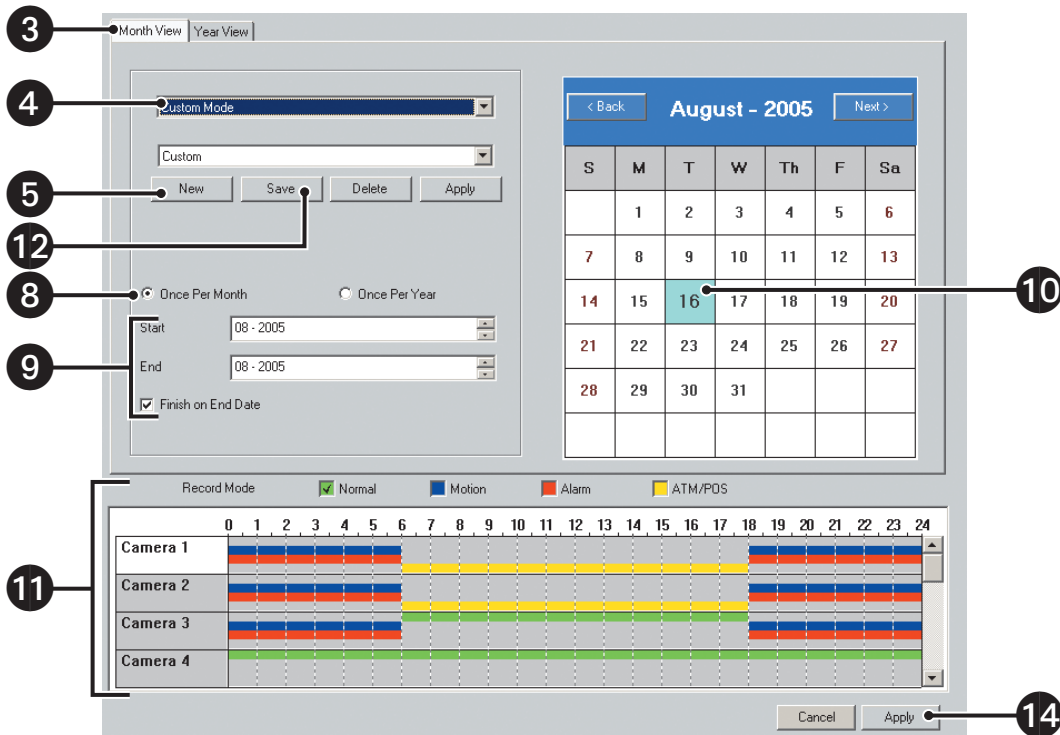 3
Month View Year View
4
Custom Mode
Custom
5
New Save Delete Apply
12
8
Once Per Month Once Per Year
9
Start 08 - 2005
End 08 - 2005
Finish on End Date
< Back August - 2005 Next >
S M T W Th F Sa
1 2 3 4 5 6
7 8 9 10 11 12 13
14 15 16 17 18 19 20
21 22 23 24 25 26 27
28 29 30 31
10
11
Record Mode Normal Motion Alarm ATM/POS
0 1 2 3 4 5 6 7 8 9 10 11 12 13 14 15 16 17 18 19 20 21 22 23 24
Camera 1
Camera 2
Camera 3
Camera 4
Cancel Apply
14